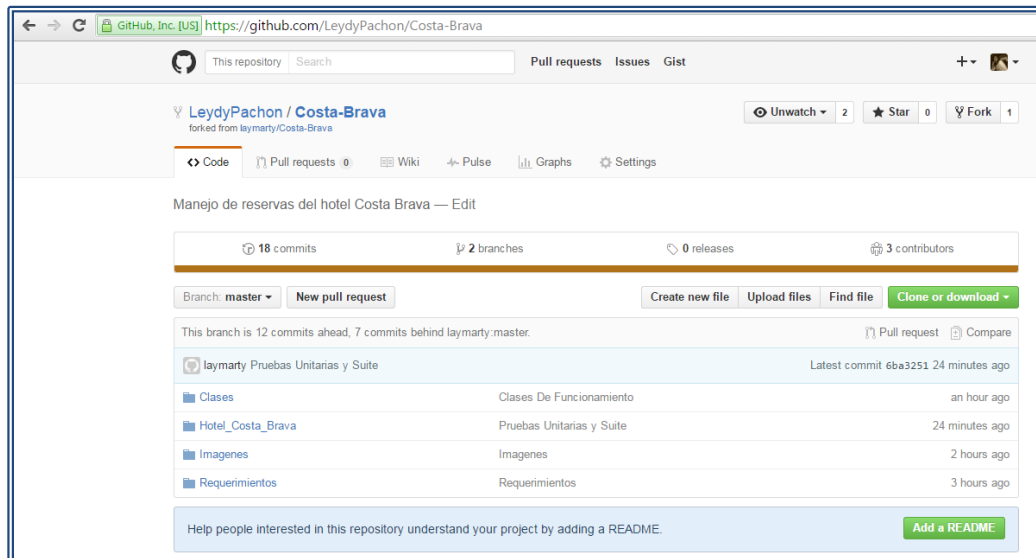 GitHub, Inc. [US] https://github.com/LeydyPachon/Costa-Brava
This repository Search Pull requests Issues Gist
LeydyPachon / Costa-Brava Unwatch 2 Star 0 Fork 1
forked from laymarty/Costa-Brava
Code Pull requests 0 Wiki Pulse Graphs Settings
Manejo de reservas del hotel Costa Brava — Edit
18 commits 2 branches 0 releases 3 contributors
Branch: master New pull request Create new file Upload files Find file Clone or download
This branch is 12 commits ahead, 7 commits behind laymarty:master. Pull request Compare
laymarty Pruebas Unitarias y Suite Latest commit 6ba3251 24 minutes ago
Clases Clases De Funcionamiento an hour ago
Hotel_Costa_Brava Pruebas Unitarias y Suite 24 minutes ago
Imagenes Imagenes 2 hours ago
Requerimientos Requerimientos 3 hours ago
Help people interested in this repository understand your project by adding a README. Add a README